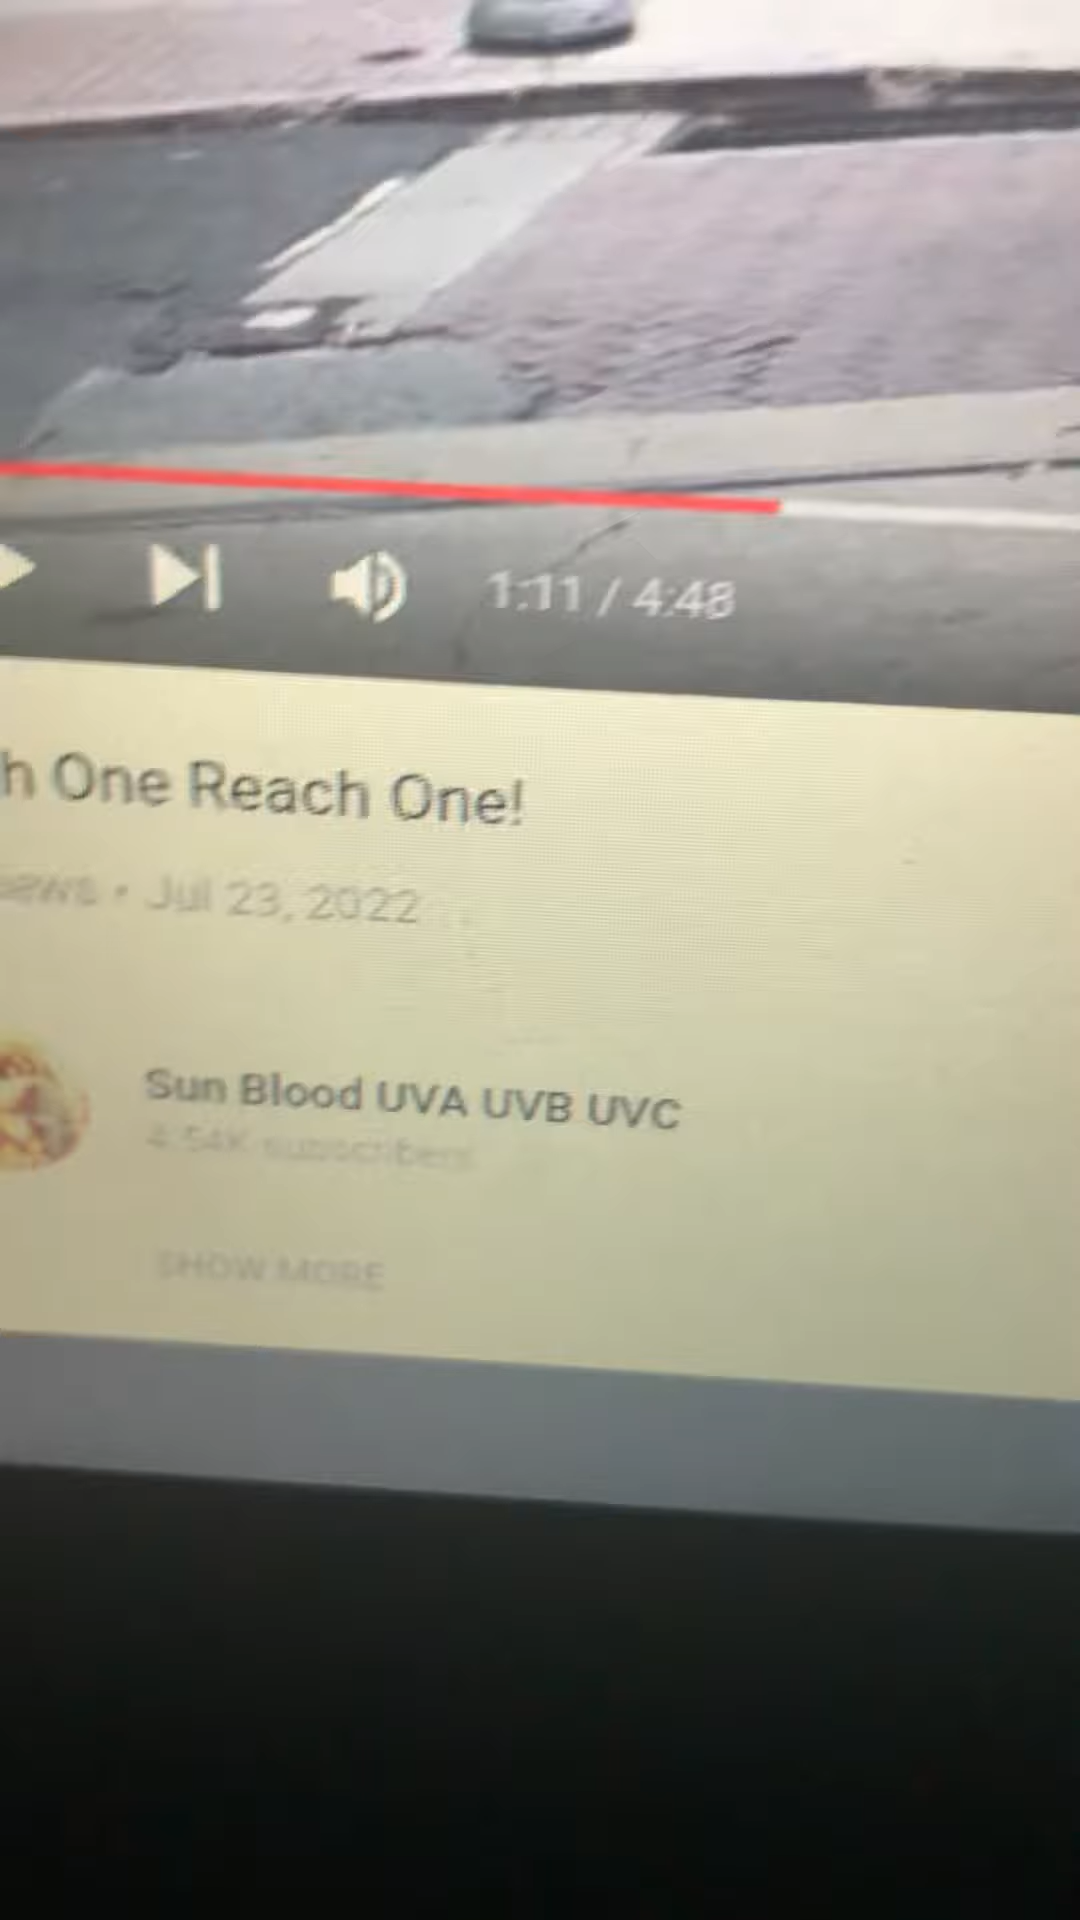 1:11 / 4:48
h One Reach One!
Jul 23, 2022
Sun Blood UVA UVB UVC
4.54K subscribers
SHOW MORE